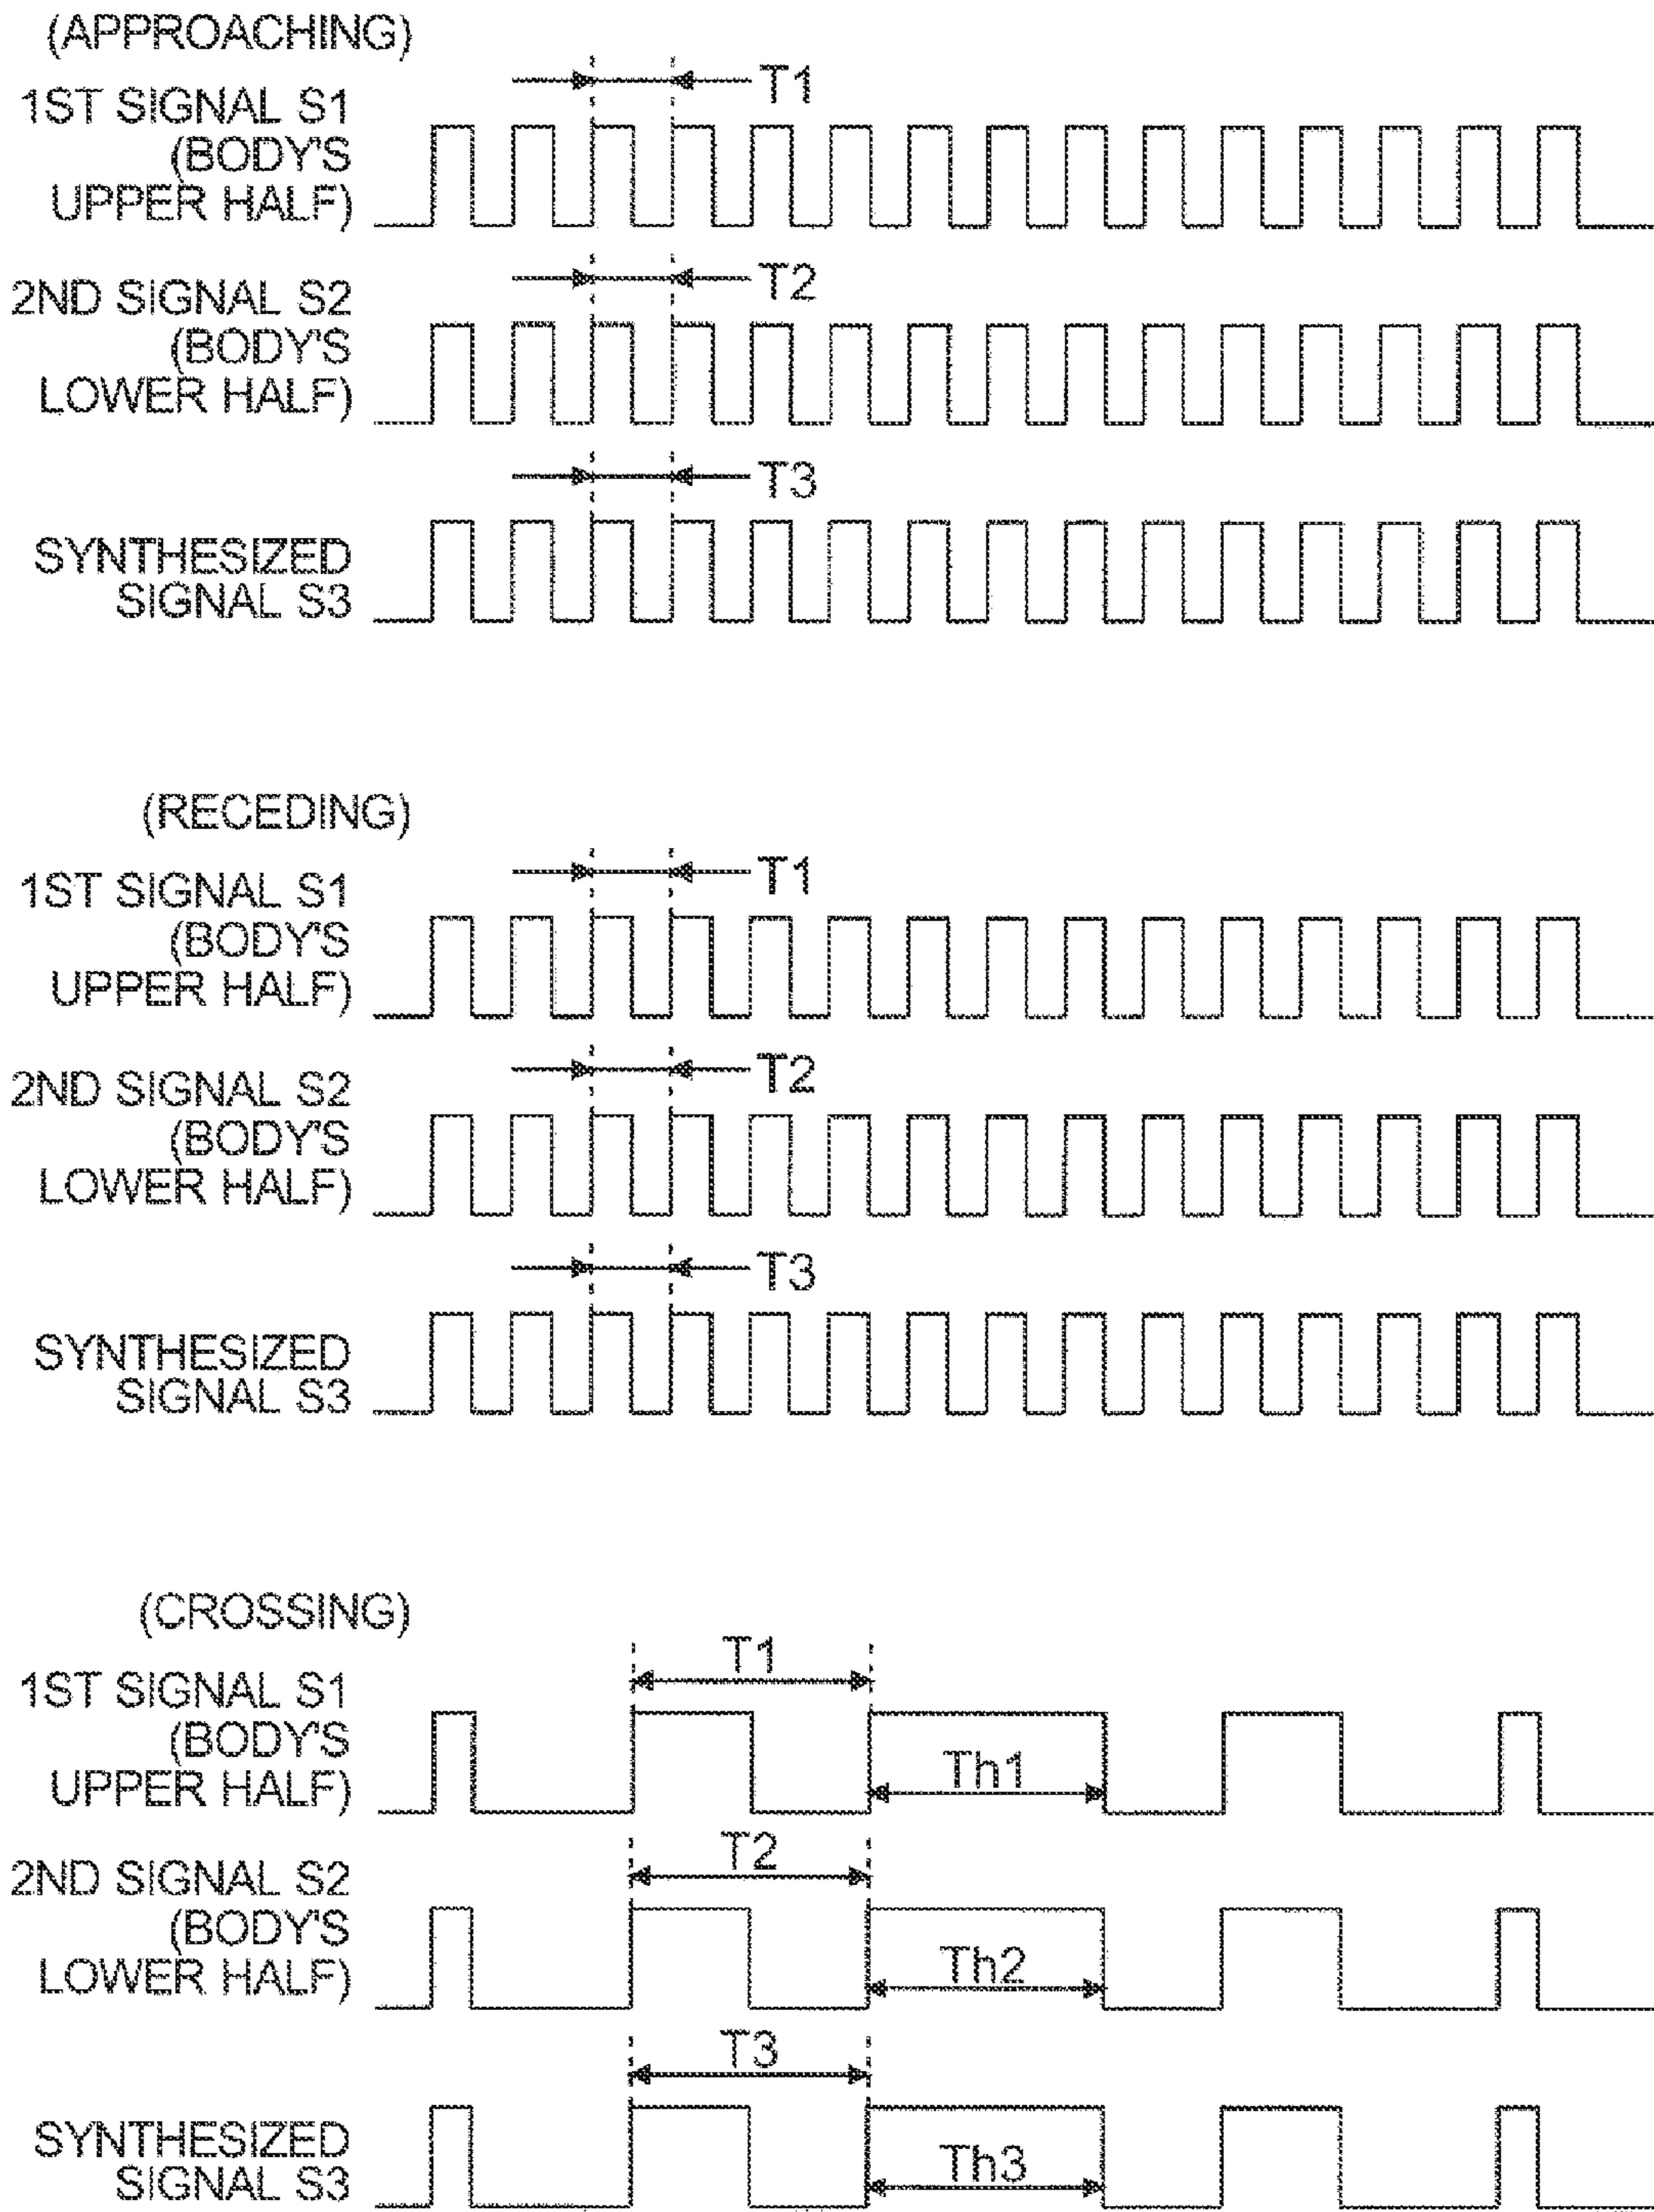 (APPROACHING)
T1
1ST SIGNAL S1
(BODY'S
UPPER HALF)
T2
2ND SIGNAL S2
(BODY'S
LOWER HALF)
T3
SYNTHESIZED
SIGNAL S3
(RECEDING)
T1
1ST SIGNAL S1
(BODY'S
UPPER HALF)
T2
2ND SIGNAL S2
(BODY'S
LOWER HALF)
T3
SYNTHESIZED
SIGNAL S3
(CROSSING)
T1
1ST SIGNAL S1
(BODY'S
UPPER HALF)
Th1
T2
2ND SIGNAL S2
(BODY'S
LOWER HALF)
Th2
T3
SYNTHESIZED
SIGNAL S3
Th3